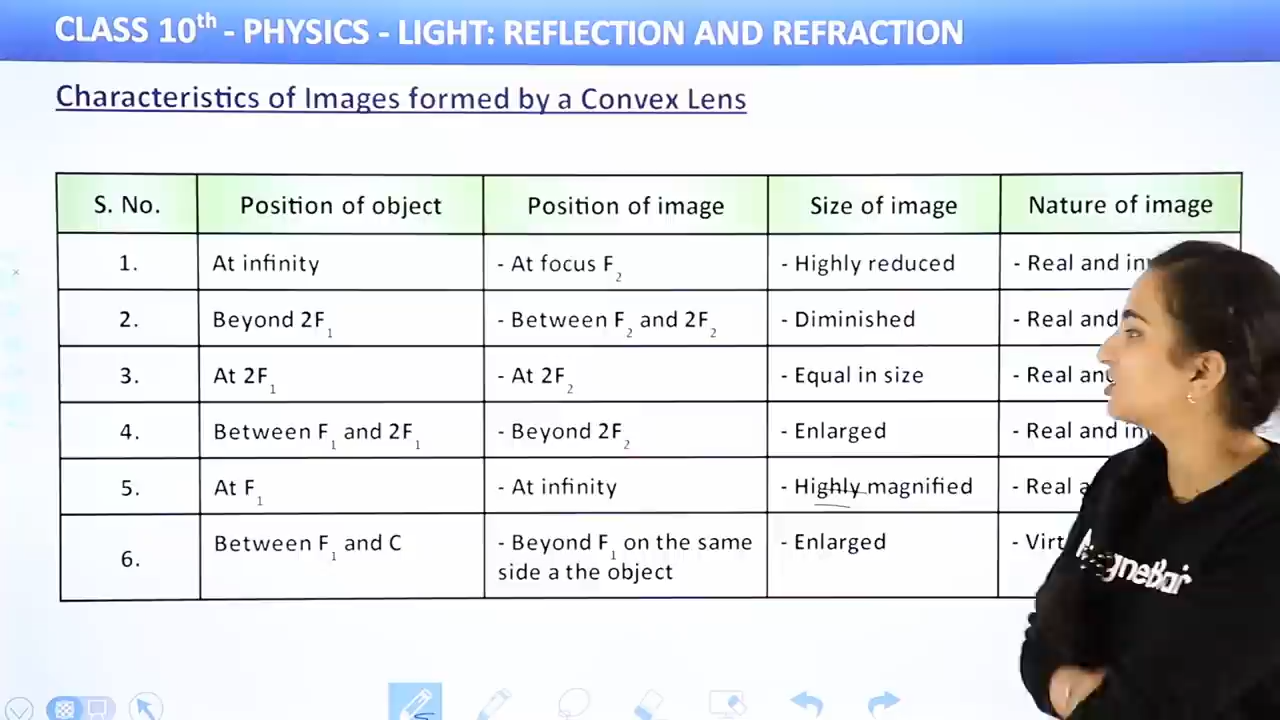 CLASS 10th - PHYSICS - LIGHT: REFLECTION AND REFRACTION
Characteristics of Images formed by a Convex Lens
S. No. Position of object Position of image Size of image Nature of image
1. At infinity - At focus F2 - Highly reduced - Real and
2. Beyond 2F1 - Between F2 and 2F2 - Diminished - Real and
3. At 2F1 - At 2F2 - Equal in size - Real
4. Between F1 and 2F1 - Beyond 2F2 - Enlarged - Real and
5. At F1 - At infinity - Highly magnified - Real
6. Between F1 and C - Beyond F1 on the same - Enlarged
side a the object